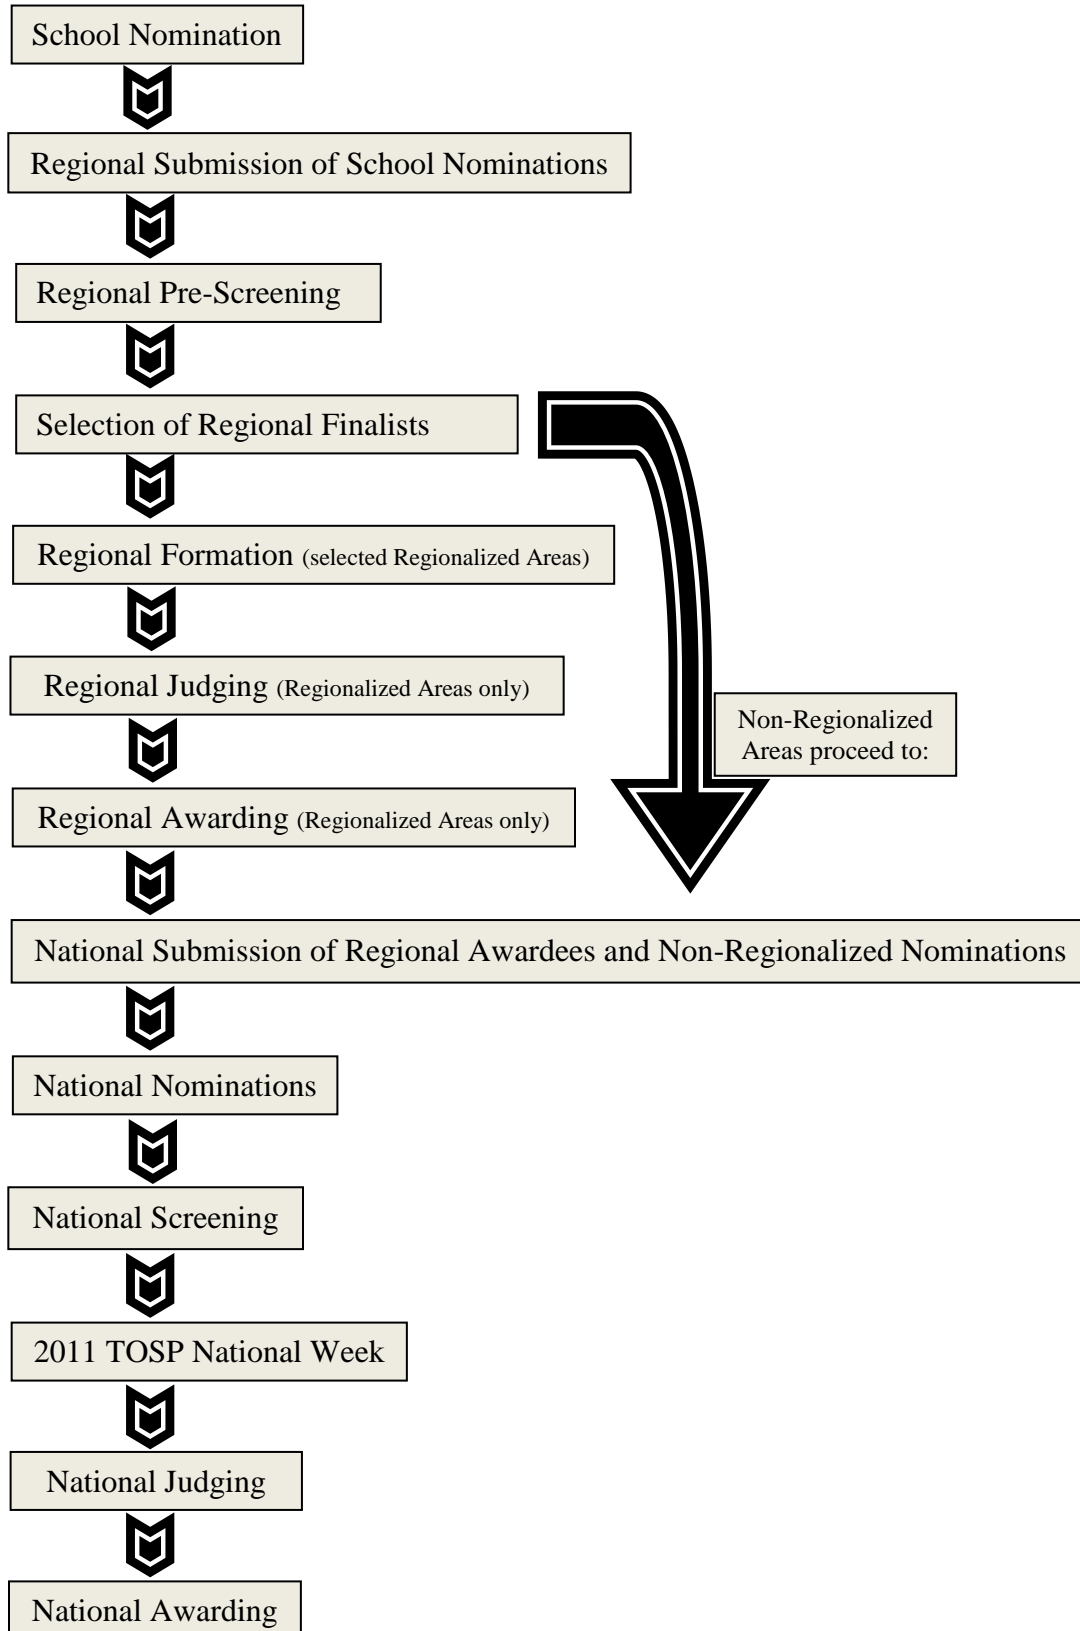 School Nomination
Regional Submission of School Nominations
Regional Pre-Screening
Selection of Regional Finalists
Regional Formation (selected Regionalized Areas)
Regional Judging (Regionalized Areas only)
Non-Regionalized
Areas proceed to:
Regional Awarding (Regionalized Areas only)
National Submission of Regional Awardees and Non-Regionalized Nominations
National Nominations
National Screening
2011 TOSP National Week
National Judging
National Awarding